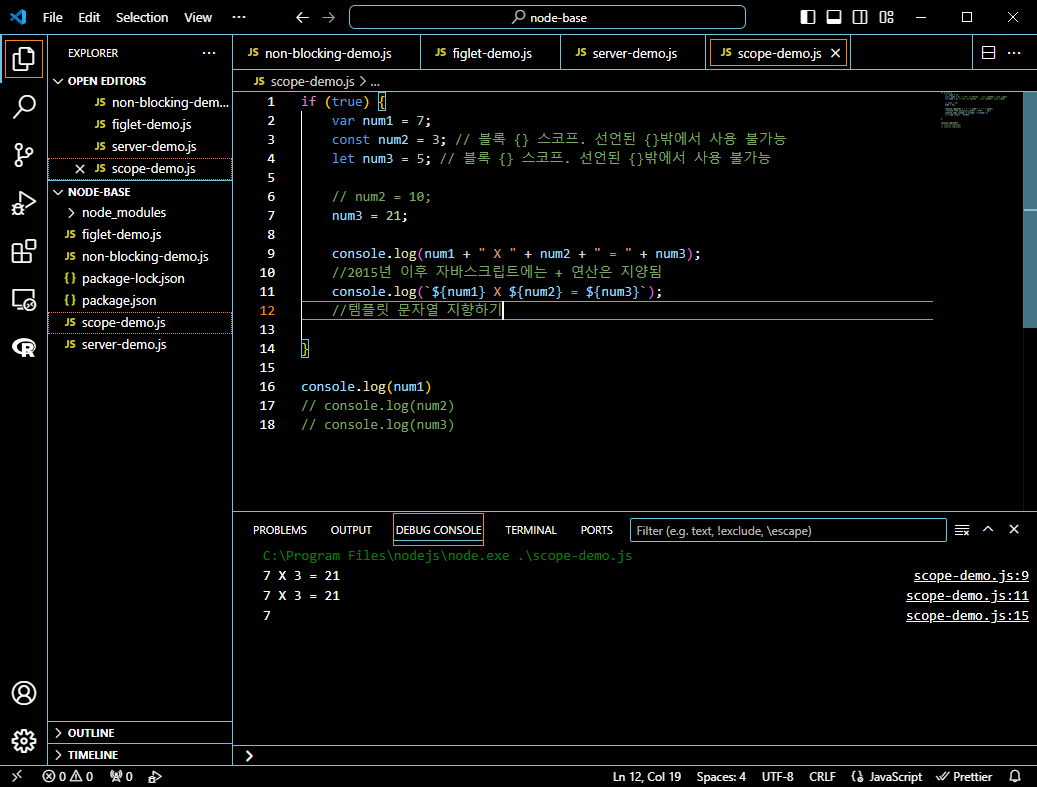 File Edit Selection View ··· node-base
EXPLORER ···
OPEN EDITORS
JS non-blocking-dem...
JS figlet-demo.js
JS server-demo.js
JS scope-demo.js
NODE-BASE
node_modules
JS figlet-demo.js
JS non-blocking-demo.js
{} package-lock.json
{} package.json
JS scope-demo.js
JS server-demo.js
OUTLINE
TIMELINE
JS non-blocking-demo.js JS figlet-demo.js JS server-demo.js JS scope-demo.js
JS scope-demo.js > ...
1 if (true) {
2 var num1 = 7;
3 const num2 = 3; // 블록 {} 스코프. 선언된 {}밖에서 사용 불가능
4 let num3 = 5; // 블록 {} 스코프. 선언된 {}밖에서 사용 불가능
5
6 // num2 = 10;
7 num3 = 21;
8
9 console.log(num1 + " X " + num2 + " = " + num3);
10 //2015년 이후 자바스크립트에는 + 연산은 지양됨
11 console.log(`${num1} X ${num2} = ${num3}`);
12 //템플릿 문자열 지향하기
13
14 }
15
16 console.log(num1)
17 // console.log(num2)
18 // console.log(num3)
PROBLEMS OUTPUT DEBUG CONSOLE TERMINAL PORTS Filter (e.g. text, !exclude, \escape)
C:\Program Files\nodejs\node.exe .\scope-demo.js
7 X 3 = 21 scope-demo.js:9
7 X 3 = 21 scope-demo.js:11
7 scope-demo.js:15
0 0 0 Ln 12, Col 19 Spaces: 4 UTF-8 CRLF {} JavaScript Prettier